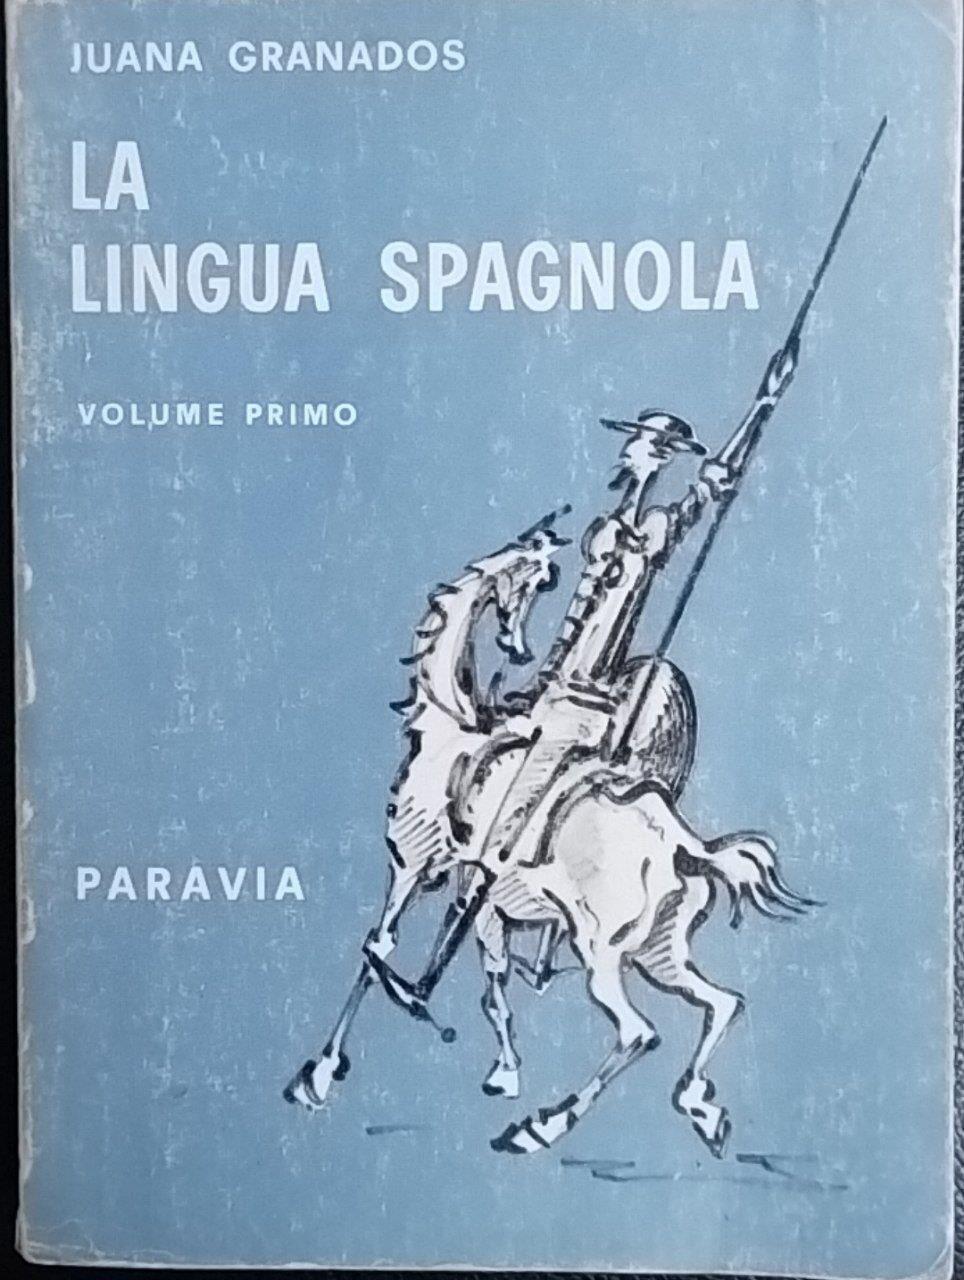 JUANA GRANADOS
LA
LINGUA SPAGNOLA
VOLUME PRIMO
PARAVIA